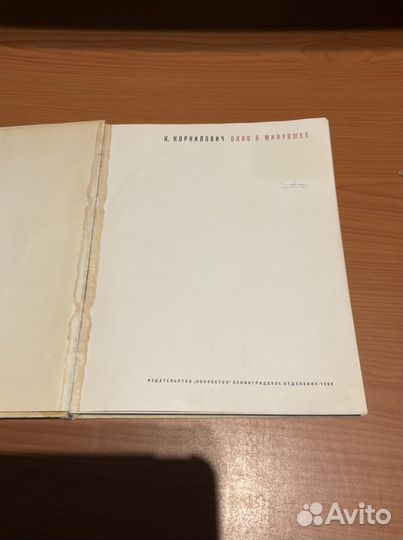 К. КОРНИЛОВИЧ ОКНО В МИНУВШЕЕ
ИЗДАТЕЛЬСТВО „ИСКУССТВО" ЛЕНИНГРАДСКОЕ ОТДЕЛЕНИЕ·1968
Avito